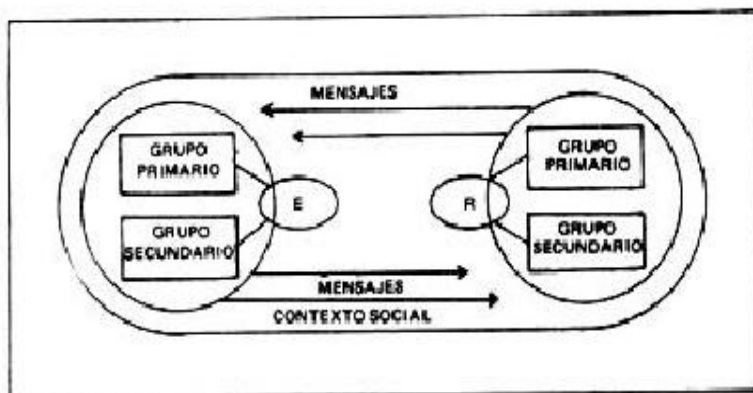 MENSAJES
GRUPO
PRIMARIO
GRUPO
SECUNDARIO
E
R
GRUPO
PRIMARIO
GRUPO
SECUNDARIO
MENSAJES
CONTEXTO SOCIAL